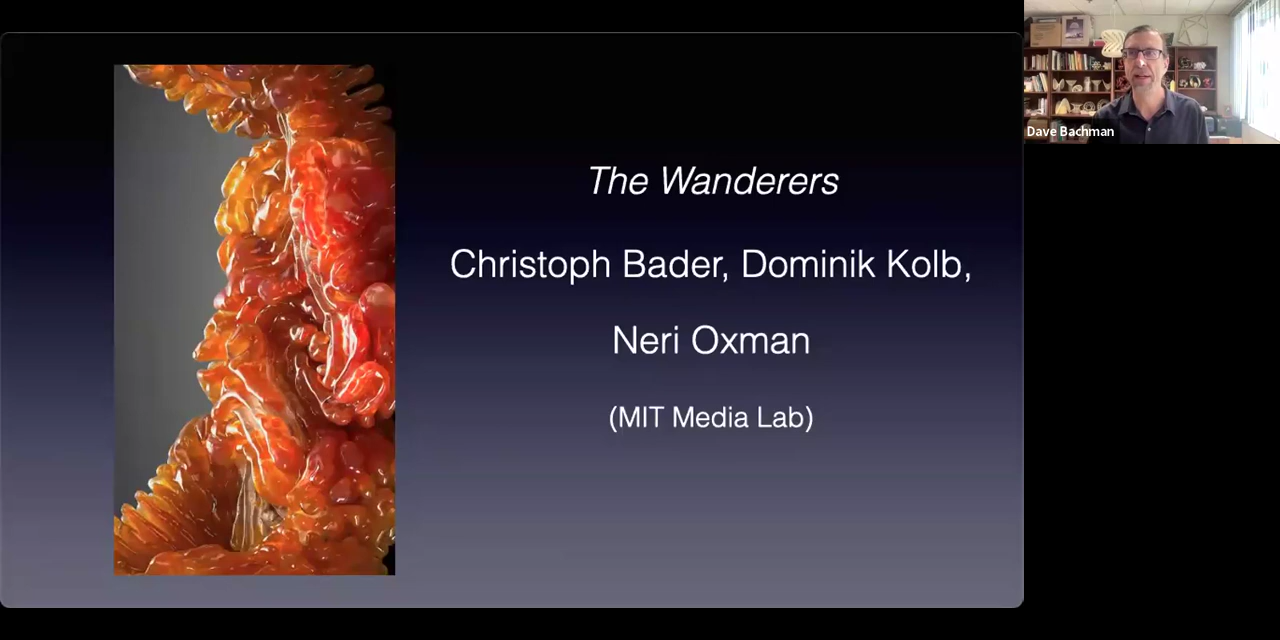 The Wanderers
Christoph Bader, Dominik Kolb,
Neri Oxman
(MIT Media Lab)
Dave Bachman